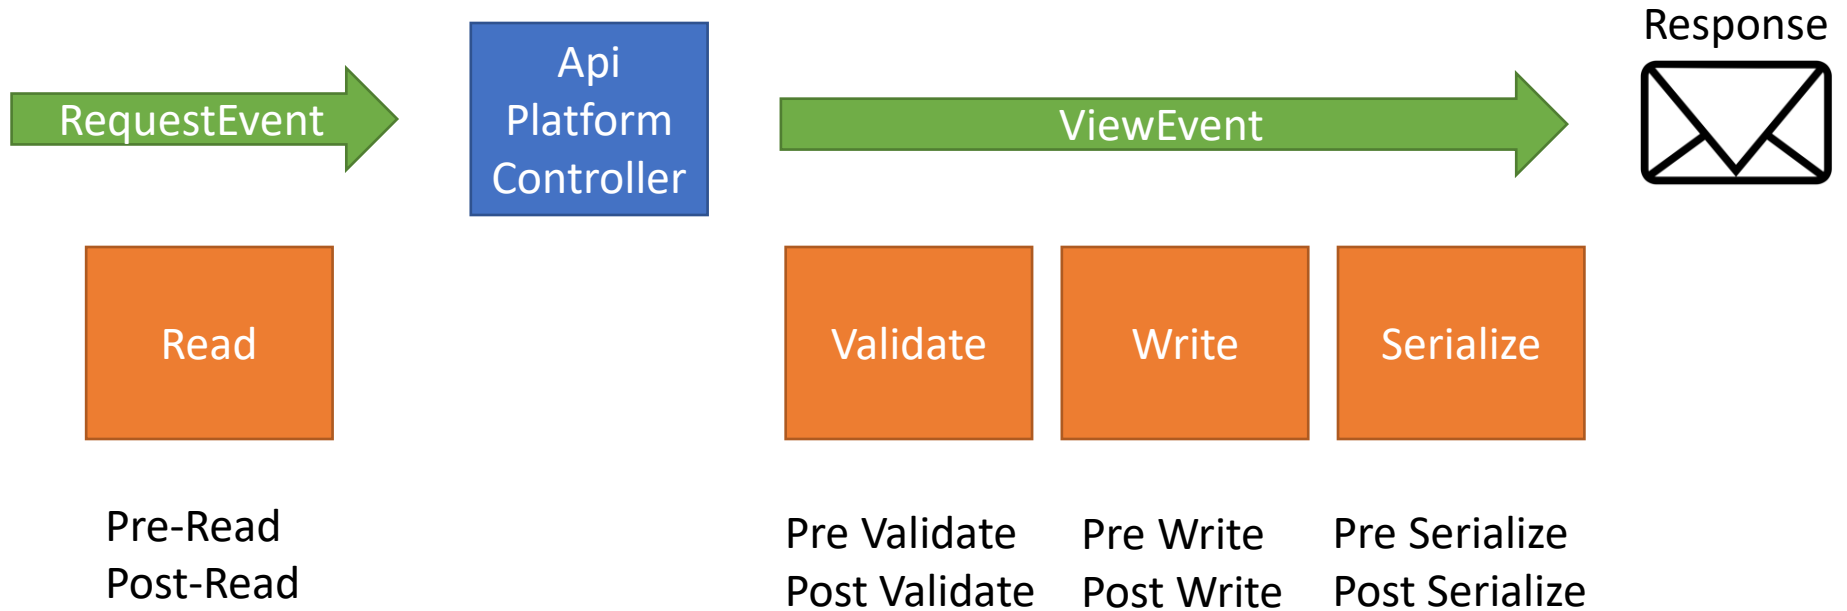 Response
RequestEvent
Api
Platform
Controller
ViewEvent
Read
Validate
Write
Serialize
Pre-Read
Post-Read
Pre Validate
Post Validate
Pre Write
Post Write
Pre Serialize
Post Serialize